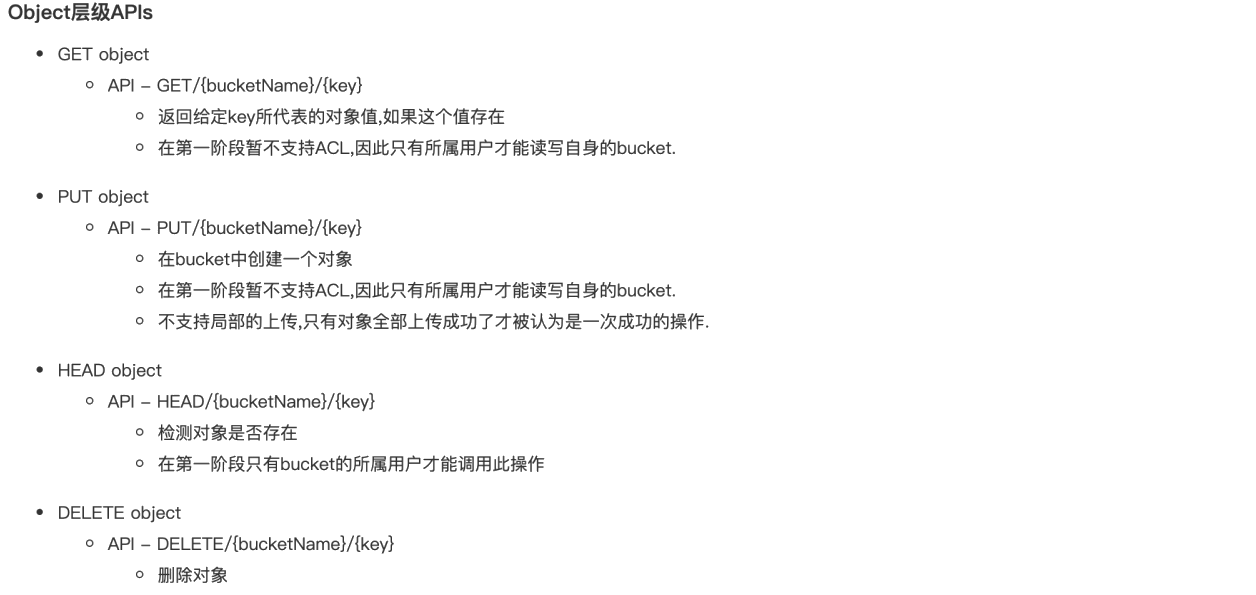 Object层级APIs
GET object
API – GET/{bucketName}/{key}
返回给定key所代表的对象值,如果这个值存在
在第一阶段暂不支持ACL,因此只有所属用户才能读写自身的bucket.
PUT object
API – PUT/{bucketName}/{key}
在bucket中创建一个对象
在第一阶段暂不支持ACL,因此只有所属用户才能读写自身的bucket.
不支持局部的上传,只有对象全部上传成功了才被认为是一次成功的操作.
HEAD object
API – HEAD/{bucketName}/{key}
检测对象是否存在
在第一阶段只有bucket的所属用户才能调用此操作
DELETE object
API – DELETE/{bucketName}/{key}
删除对象